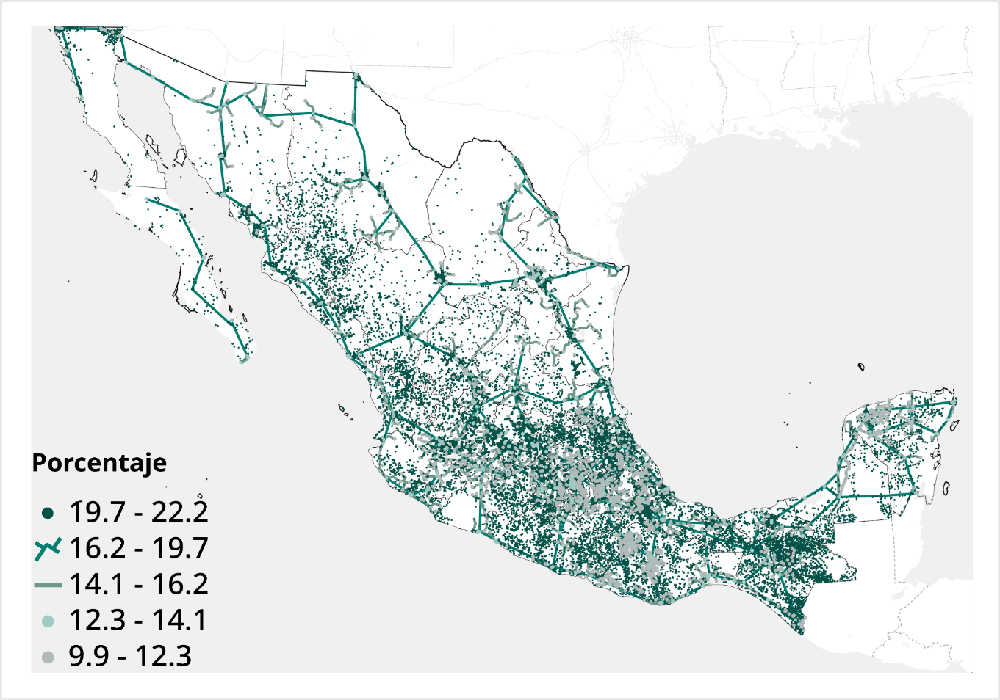 Porcentaje
19.7 - 22.2
16.2 - 19.7
14.1 - 16.2
12.3 - 14.1
9.9 - 12.3